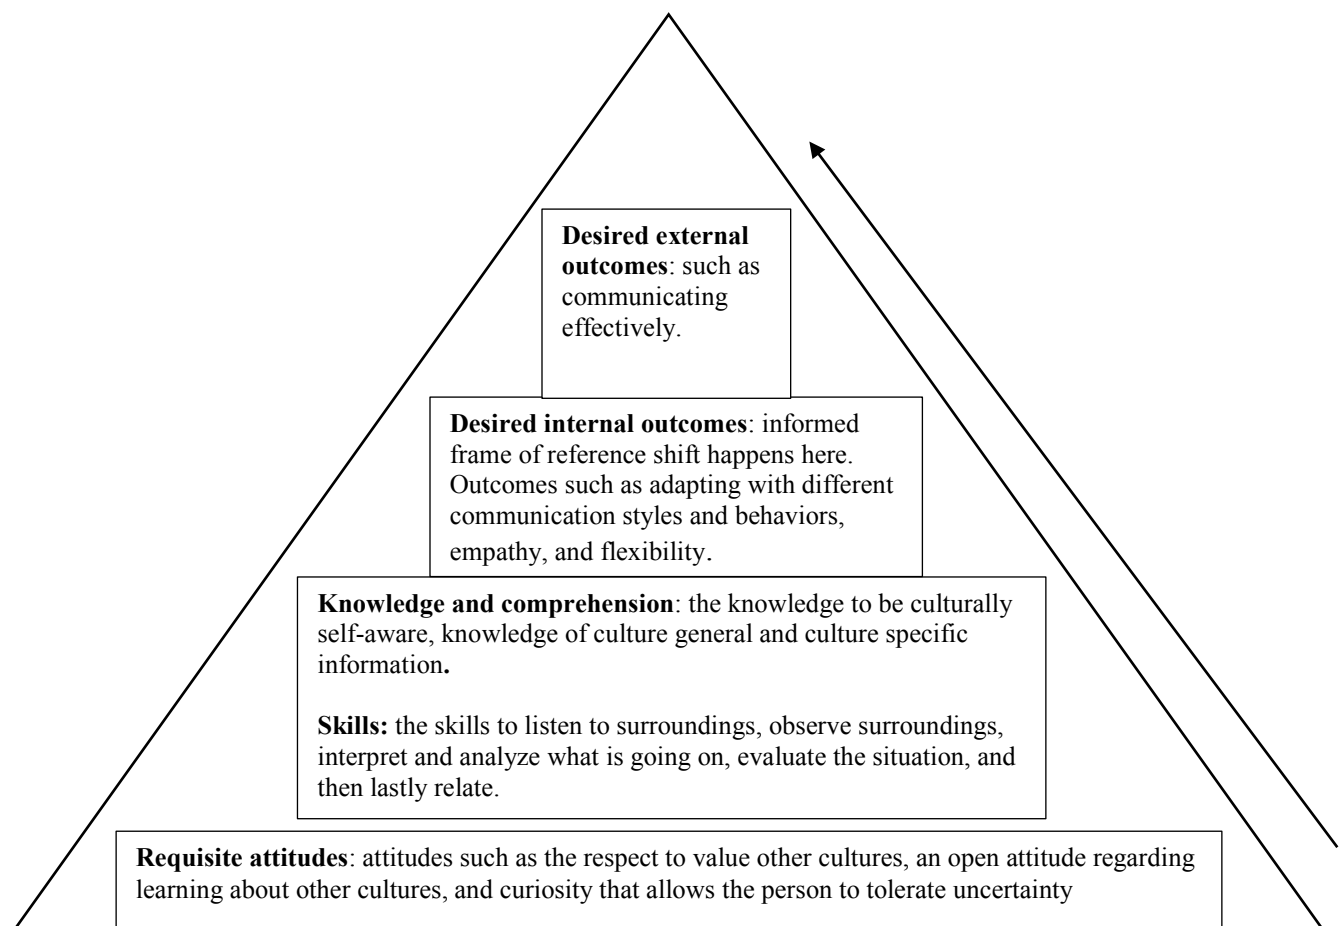 Desired external
outcomes: such as
communicating
effectively.
Desired internal outcomes: informed
frame of reference shift happens here.
Outcomes such as adapting with different
communication styles and behaviors,
empathy, and flexibility.
Knowledge and comprehension: the knowledge to be culturally
self-aware, knowledge of culture general and culture specific
information.
Skills: the skills to listen to surroundings, observe surroundings,
interpret and analyze what is going on, evaluate the situation, and
then lastly relate.
Requisite attitudes: attitudes such as the respect to value other cultures, an open attitude regarding
learning about other cultures, and curiosity that allows the person to tolerate uncertainty